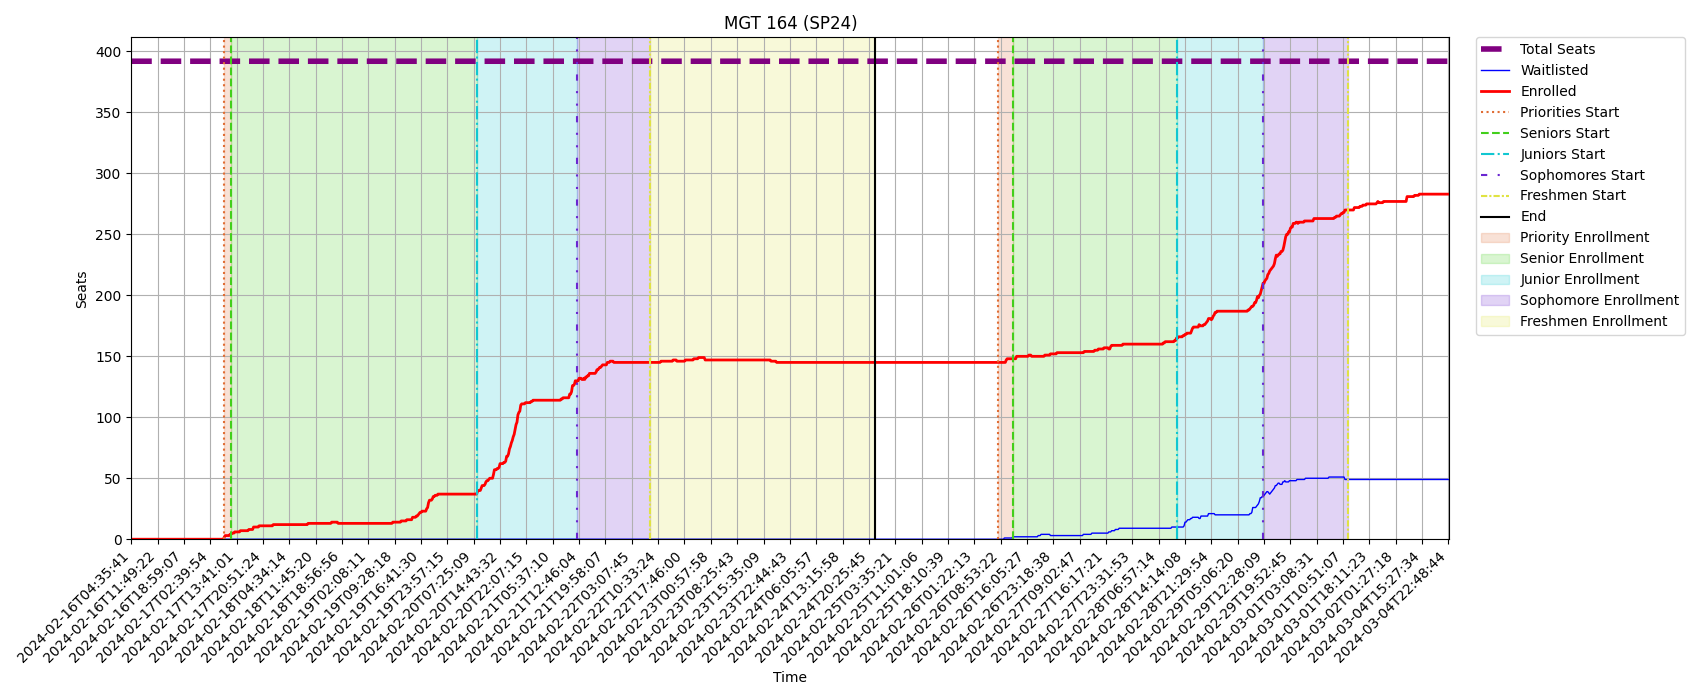 MGT 164 (SP24)
400
350
300
250
200
150
100
50
0
Seats
2024-02-16T04:35:41
2024-02-16T11:49:22
2024-02-16T18:59:07
2024-02-17T02:39:54
2024-02-17T13:41:01
2024-02-17T20:51:24
2024-02-18T04:34:14
2024-02-18T11:45:20
2024-02-18T18:56:56
2024-02-19T02:08:11
2024-02-19T09:28:18
2024-02-19T16:41:30
2024-02-19T23:57:15
2024-02-20T07:25:09
2024-02-20T14:43:32
2024-02-20T22:07:15
2024-02-21T05:37:10
2024-02-21T12:46:04
2024-02-21T19:58:07
2024-02-22T03:07:45
2024-02-22T10:33:24
2024-02-22T17:46:00
2024-02-23T00:57:58
2024-02-23T08:25:43
2024-02-23T15:35:09
2024-02-23T22:44:43
2024-02-24T06:05:57
2024-02-24T13:15:58
2024-02-24T20:25:45
2024-02-25T03:35:21
2024-02-25T11:01:06
2024-02-25T18:10:39
2024-02-26T01:22:13
2024-02-26T08:53:22
2024-02-26T16:05:27
2024-02-26T23:18:38
2024-02-27T09:02:47
2024-02-27T16:17:21
2024-02-27T23:31:53
2024-02-28T06:57:14
2024-02-28T14:14:08
2024-02-28T21:29:54
2024-02-29T05:06:20
2024-02-29T12:28:09
2024-02-29T19:52:45
2024-03-01T03:08:31
2024-03-01T10:51:07
2024-03-01T18:11:23
2024-03-02T01:27:18
2024-03-04T15:27:34
2024-03-04T22:48:44
Time
Total Seats
Waitlisted
Enrolled
Priorities Start
Seniors Start
Juniors Start
Sophomores Start
Freshmen Start
End
Priority Enrollment
Senior Enrollment
Junior Enrollment
Sophomore Enrollment
Freshmen Enrollment